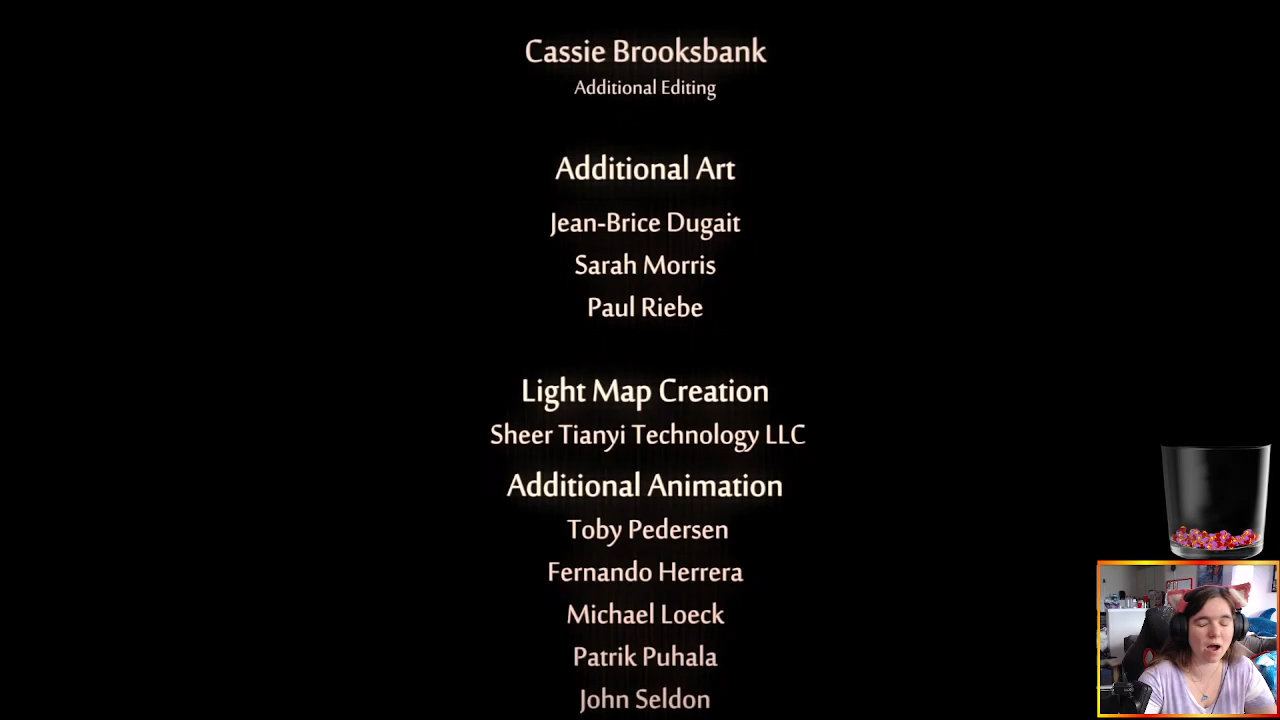 Cassie Brooksbank
Additional Editing
Additional Art
Jean-Brice Dugait
Sarah Morris
Paul Riebe
Light Map Creation
Sheer Tianyi Technology LLC
Additional Animation
Toby Pedersen
Fernando Herrera
Michael Loeck
Patrik Puhala
John Seldon